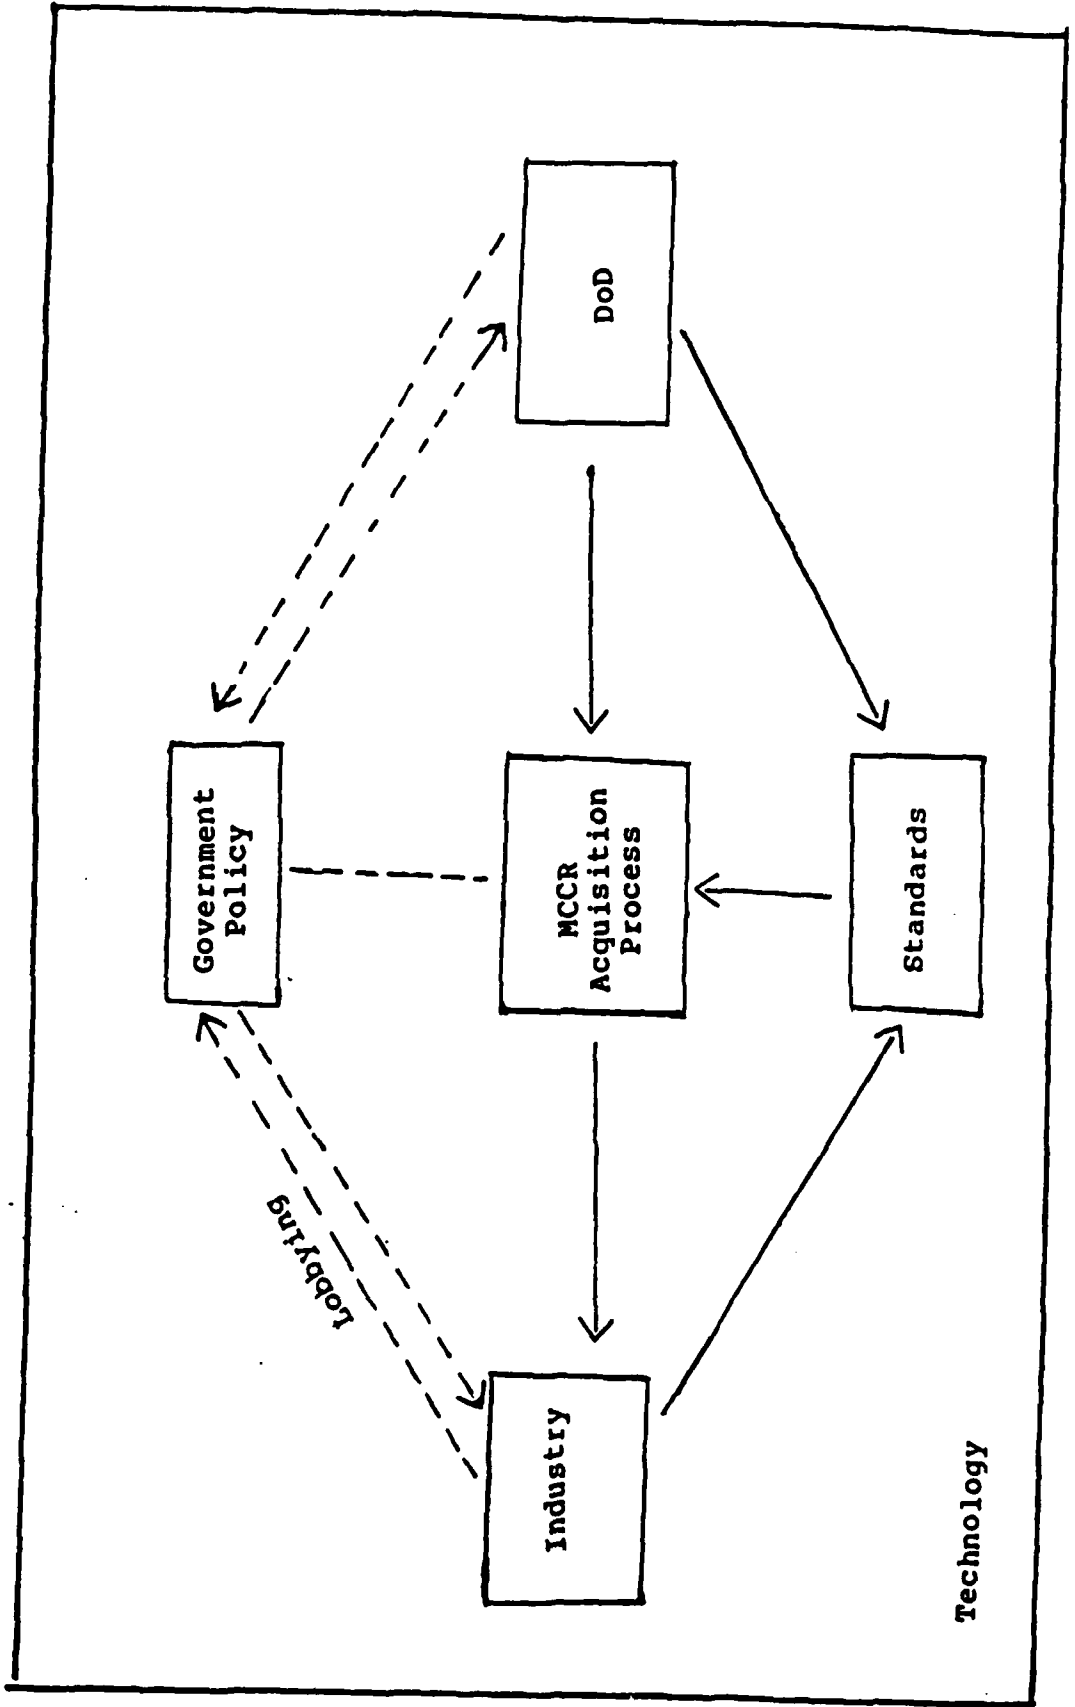 Government
Policy
Lobbying
Industry
MCCR
Acquisition
Process
DoD
Standards
Technology